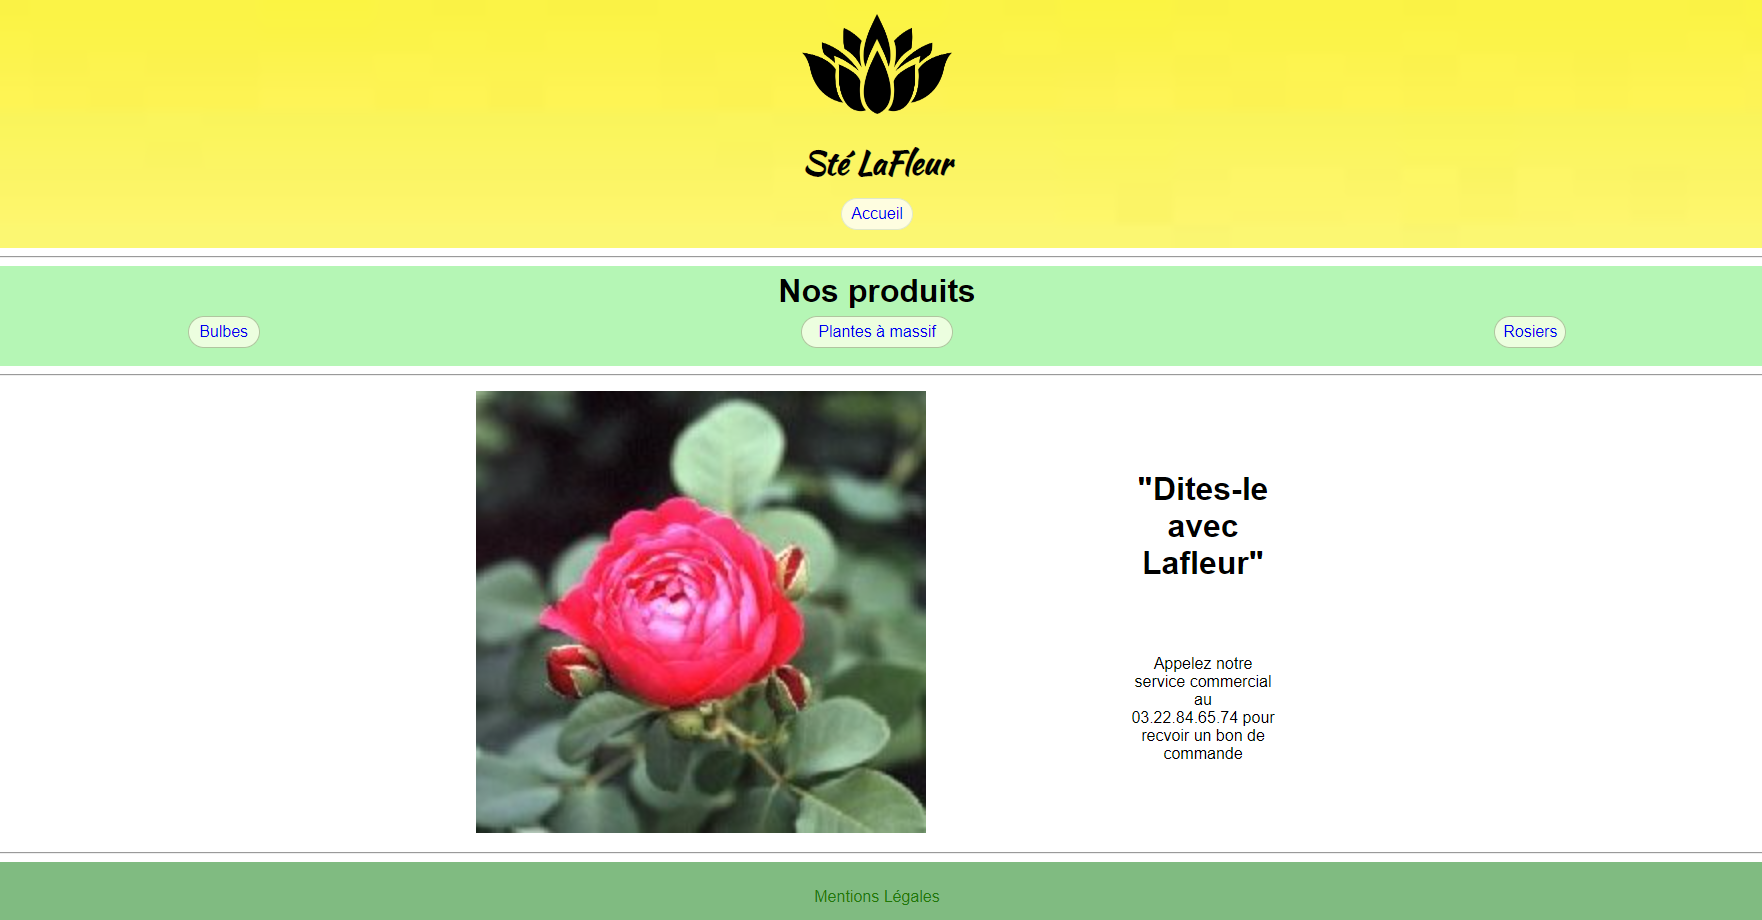 Sté LaFleur
Accueil
Nos produits
Bulbes
Plantes à massif
Rosiers
"Dites-le
avec
Lafleur"
Appelez notre
service commercial
au
03.22.84.65.74 pour
recvoir un bon de
commande
Mentions Légales